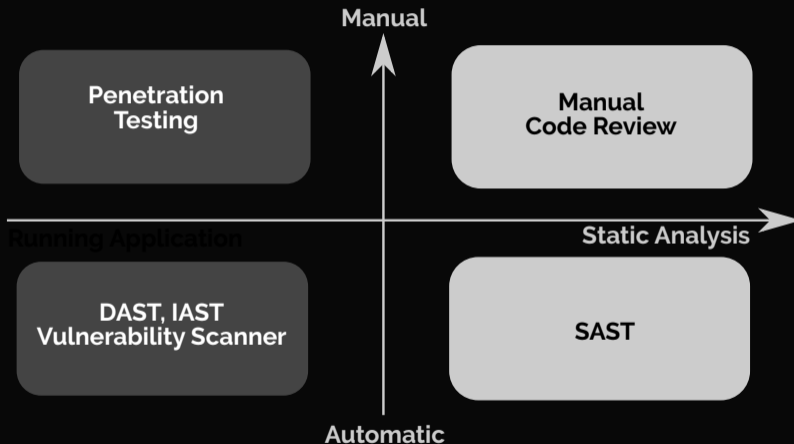 Manual
Penetration
Testing
Manual
Code Review
Running Application
Static Analysis
DAST, IAST
Vulnerability Scanner
SAST
Automatic